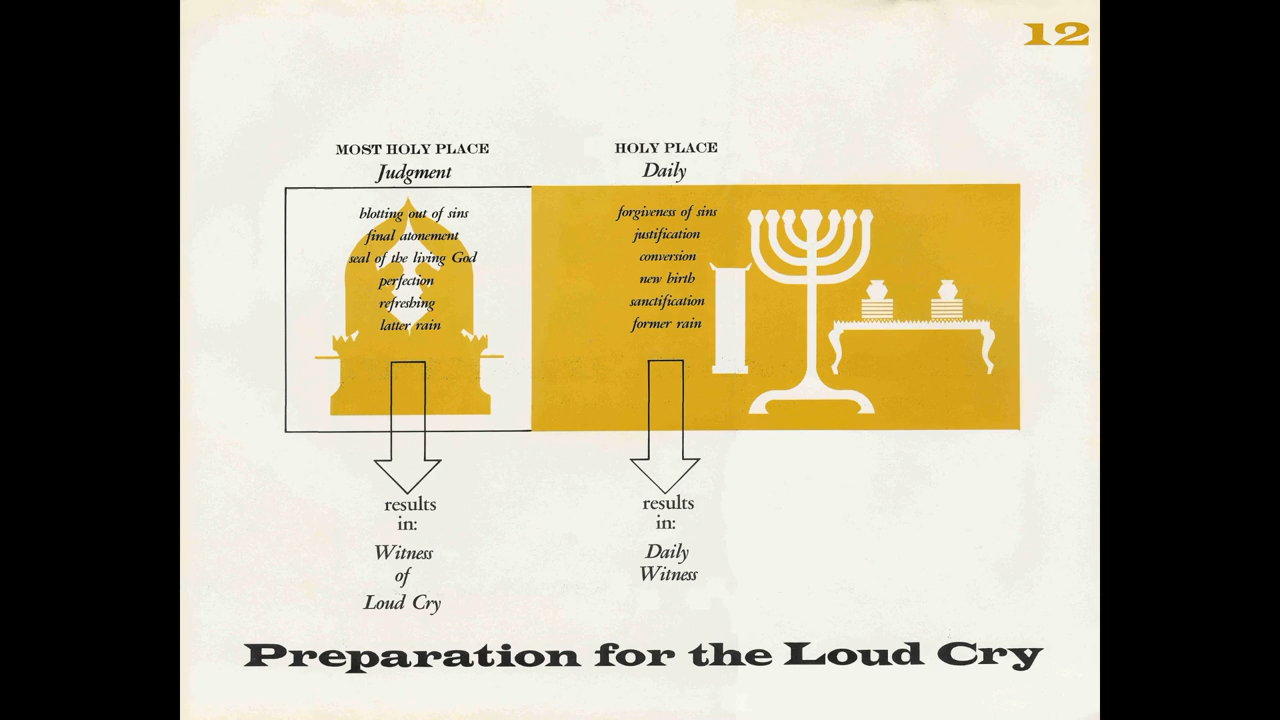 12
MOST HOLY PLACE
Judgment
blotting out of sins
final atonement
seal of the living God
perfection
refreshing
latter rain
results
in:
Witness
of
Loud Cry
HOLY PLACE
Daily
forgiveness of sins
justification
conversion
new birth
sanctification
former rain
results
in:
Daily
Witness
Preparation for the Loud Cry